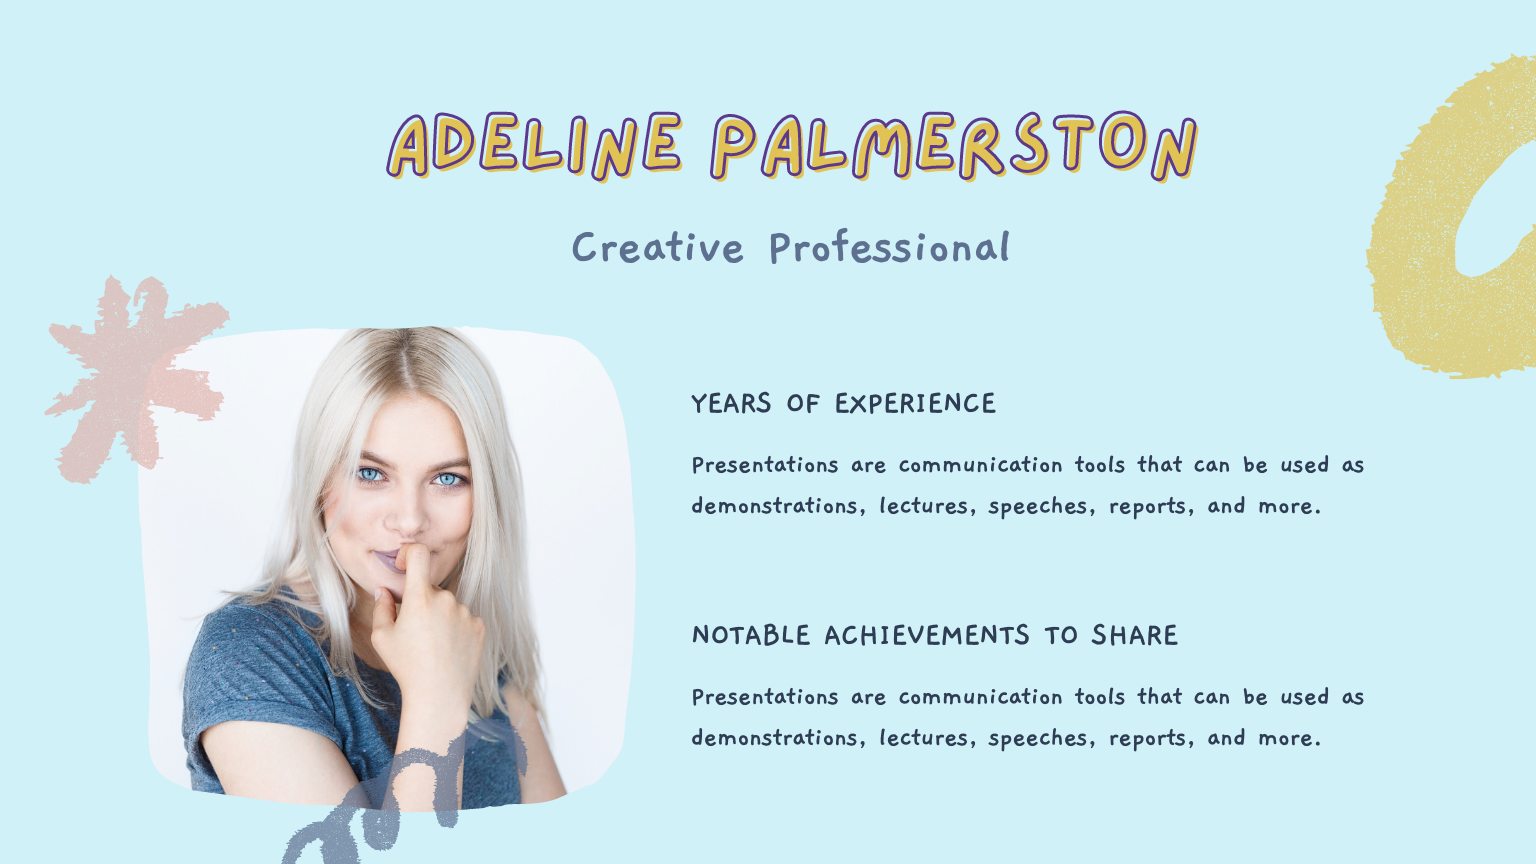 ADELINE PALMERSTON
Creative Professional
YEARS OF EXPERIENCE
Presentations are communication tools that can be used as
demonstrations, lectures, speeches, reports, and more.
NOTABLE ACHIEVEMENTS TO SHARE
Presentations are communication tools that can be used as
demonstrations, lectures, speeches, reports, and more.